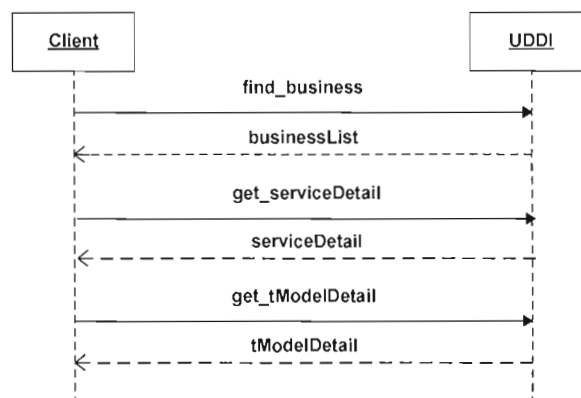 Client
UDDI
find_business
businessList
get_serviceDetail
serviceDetail
get_tModelDetail
tModelDetail